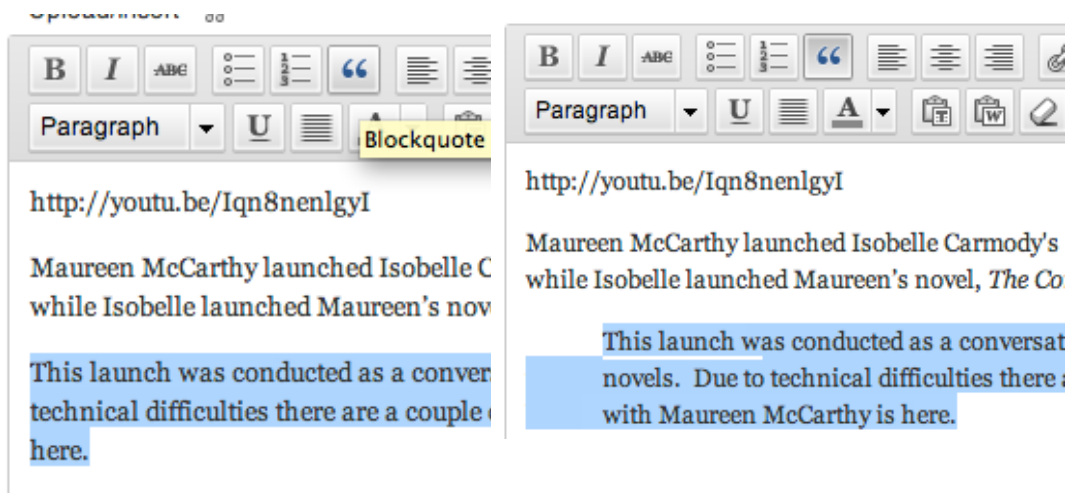 Upload/Insert
B I ABC
Paragraph U A
Blockquote
http://youtu.be/Iqn8nenlgyI
Maureen McCarthy launched Isobelle C
while Isobelle launched Maureen's nov
This launch was conducted as a conver
technical difficulties there are a couple
here.
B I ABC
Paragraph U A T W
http://youtu.be/Iqn8nenlgyI
Maureen McCarthy launched Isobelle Carmody's
while Isobelle launched Maureen's novel, The Co
This launch was conducted as a conversat
novels. Due to technical difficulties there a
with Maureen McCarthy is here.